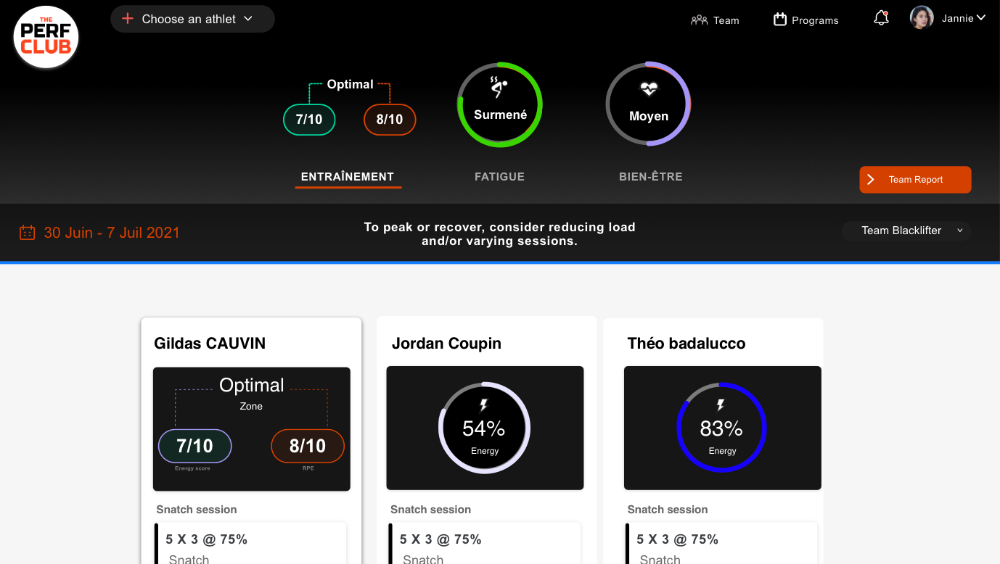 THE
PERF
CLUB
Choose an athlet
Team
Programs
Jannie
Optimal
7/10
8/10
Surmené
Moyen
ENTRAÎNEMENT
FATIGUE
BIEN-ÊTRE
Team Report
30 Juin - 7 Juil 2021
To peak or recover, consider reducing load
and/or varying sessions.
Team Blacklifter
Gildas CAUVIN
Optimal
Zone
7/10
8/10
Energy score
RPE
Snatch session
5 X 3 @ 75%
Snatch
Jordan Coupin
54%
Energy
Snatch session
5 X 3 @ 75%
Snatch
Théo badalucco
83%
Energy
Snatch session
5 X 3 @ 75%
Snatch